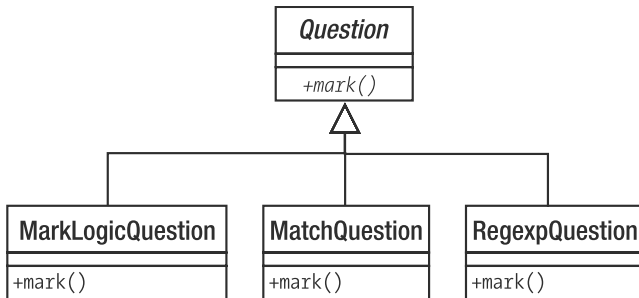 Question
+mark()
MarkLogicQuestion
+mark()
MatchQuestion
+mark()
RegexpQuestion
+mark()